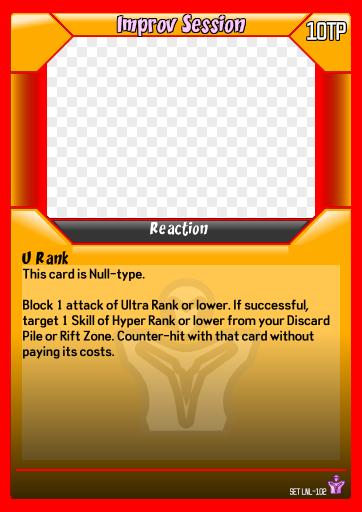 Improv Session
10TP
Reaction
U Rank
This card is Null-type.
Block 1 attack of Ultra Rank or lower. If successful,
target 1 Skill of Hyper Rank or lower from your Discard
Pile or Rift Zone. Counter-hit with that card without
paying its costs.
SET LNL-102